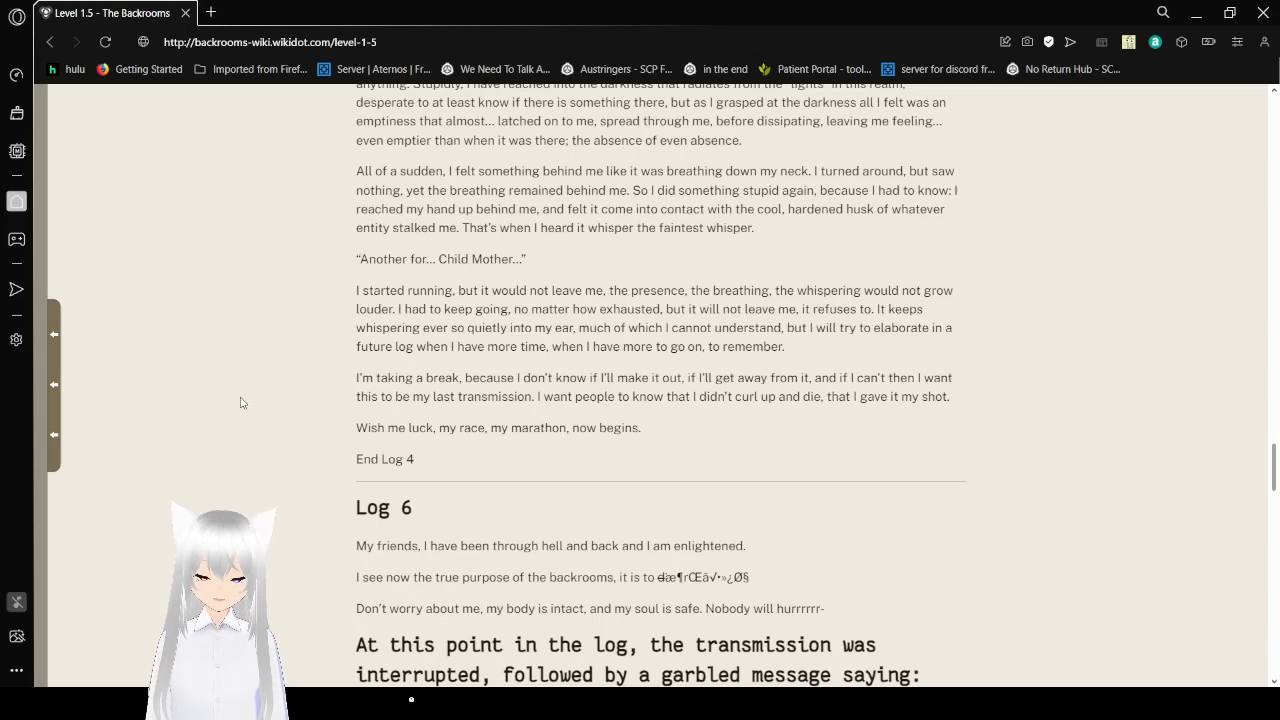 Level 1.5 - The Backrooms
http://backrooms-wiki.wikidot.com/level-1-5
hulu
Getting Started
Imported from Firef...
Server | Aternos | Fr...
We Need To Talk A...
Austringers - SCP F...
in the end
Patient Portal - tool...
server for discord fr...
No Return Hub - SC...
anything. Stupidly, I have reached into the darkness that radiates from the "lights" in this realm,
desperate to at least know if there is something there, but as I grasped at the darkness all I felt was an
emptiness that almost... latched on to me, spread through me, before dissipating, leaving me feeling...
even emptier than when it was there; the absence of even absence.
All of a sudden, I felt something behind me like it was breathing down my neck. I turned around, but saw
nothing, yet the breathing remained behind me. So I did something stupid again, because I had to know: I
reached my hand up behind me, and felt it come into contact with the cool, hardened husk of whatever
entity stalked me. That's when I heard it whisper the faintest whisper.
“Another for... Child Mother...”
I started running, but it would not leave me, the presence, the breathing, the whispering would not grow
louder. I had to keep going, no matter how exhausted, but it will not leave me, it refuses to. It keeps
whispering ever so quietly into my ear, much of which I cannot understand, but I will try to elaborate in a
future log when I have more time, when I have more to go on, to remember.
I'm taking a break, because I don't know if I'll make it out, if I'll get away from it, and if I can't then I want
this to be my last transmission. I want people to know that I didn't curl up and die, that I gave it my shot.
Wish me luck, my race, my marathon, now begins.
End Log 4
Log 6
My friends, I have been through hell and back and I am enlightened.
I see now the true purpose of the backrooms, it is to
Don't worry about me, my body is intact, and my soul is safe. Nobody will hurrrrrr-
At this point in the log, the transmission was
interrupted, followed by a garbled message saying: